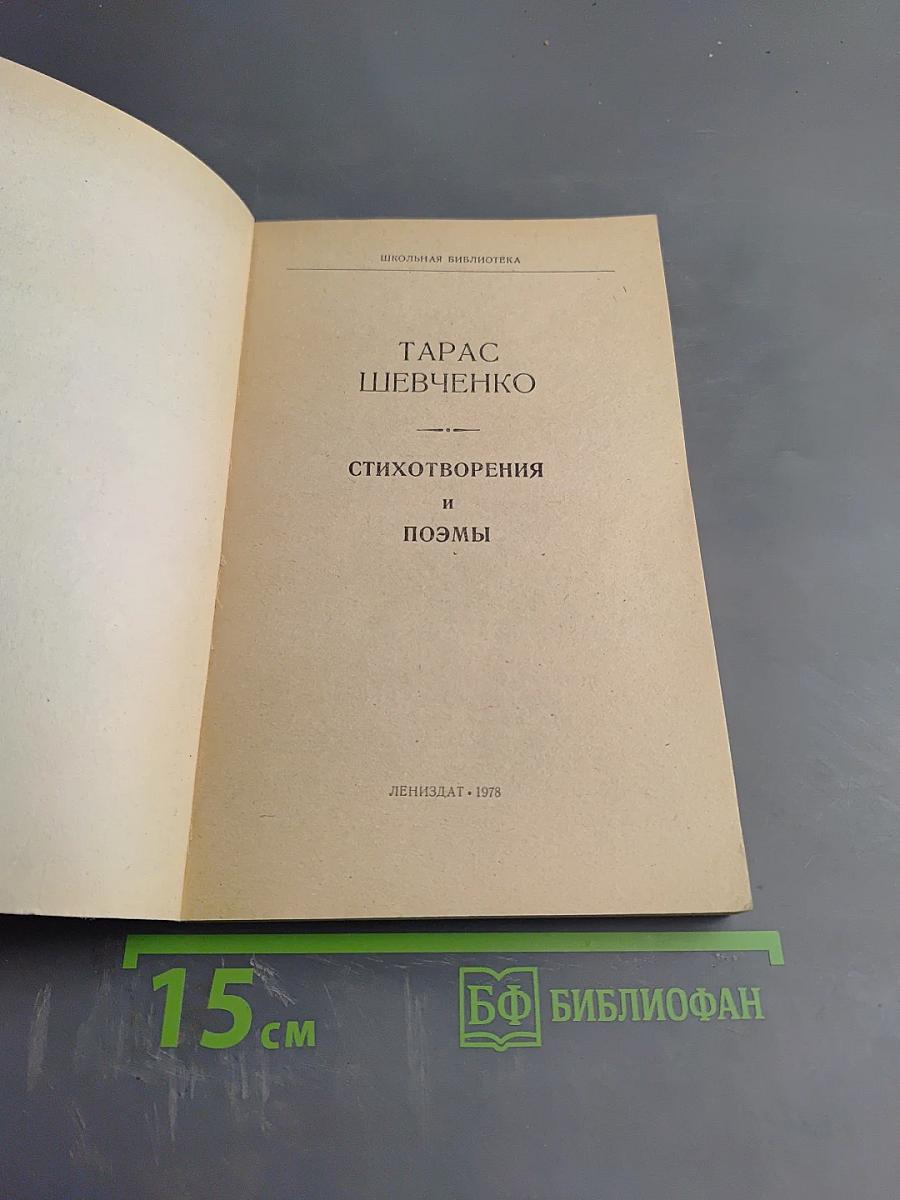 ШКОЛЬНАЯ БИБЛИОТЕКА
ТАРАС
ШЕВЧЕНКО
СТИХОТВОРЕНИЯ
и
ПОЭМЫ
ЛЕНИЗДАТ • 1978
15 см
БФ БИБЛИОФАН